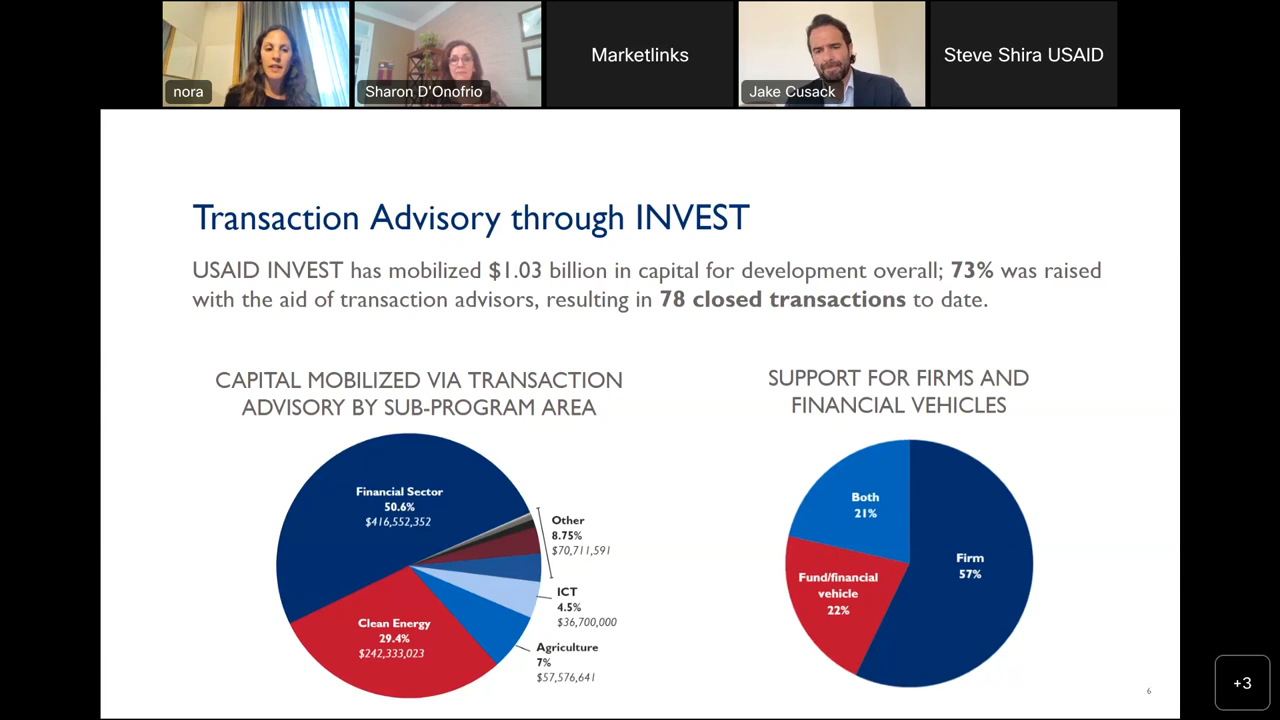 nora
Sharon D'Onofrio
Marketlinks
Jake Cusack
Steve Shira USAID
Transaction Advisory through INVEST
USAID INVEST has mobilized $1.03 billion in capital for development overall; 73% was raised
with the aid of transaction advisors, resulting in 78 closed transactions to date.
CAPITAL MOBILIZED VIA TRANSACTION
ADVISORY BY SUB-PROGRAM AREA
Financial Sector
50.6%
$416,552,352
Other
8.75%
$70,711,591
ICT
4.5%
$36,700,000
Clean Energy
29.4%
$242,333,023
Agriculture
7%
$57,576,641
SUPPORT FOR FIRMS AND
FINANCIAL VEHICLES
Both
21%
Firm
57%
Fund/financial
vehicle
22%
6
+3